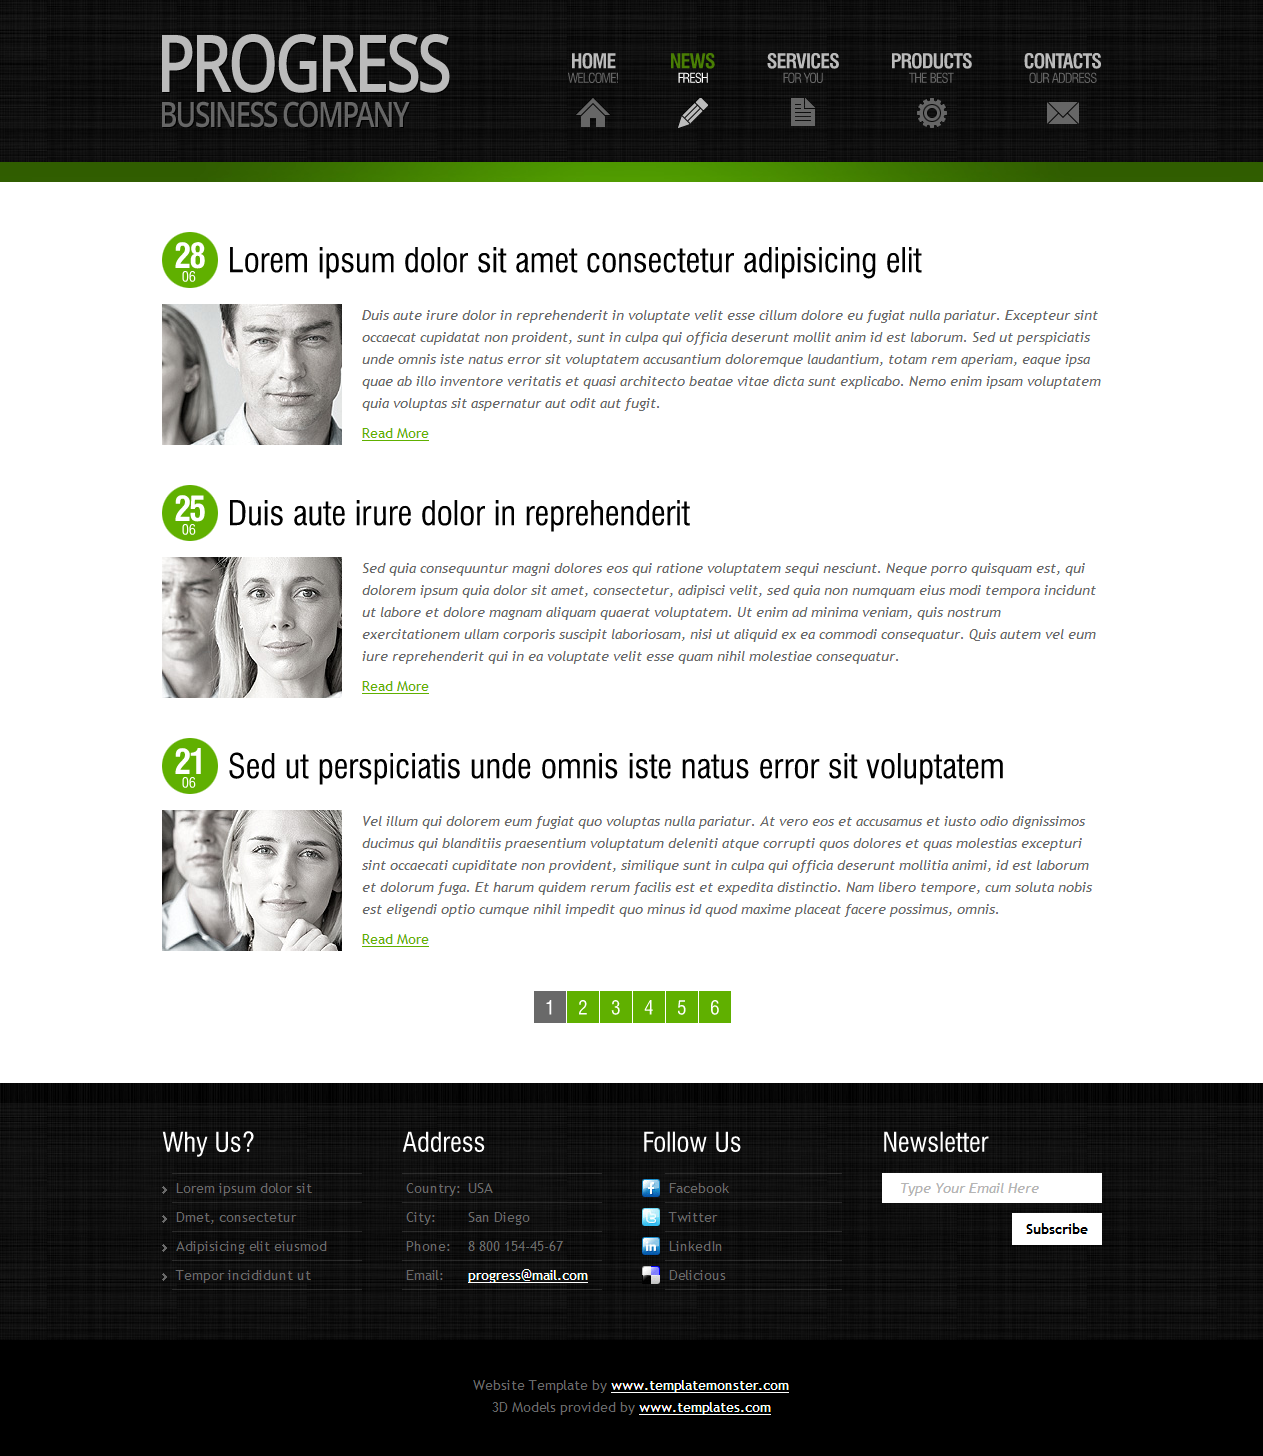 PROGRESS
BUSINESS COMPANY
HOME
WELCOME!
NEWS
FRESH
SERVICES
FOR YOU
PRODUCTS
THE BEST
CONTACTS
OUR ADDRESS
28
06
Lorem ipsum dolor sit amet consectetur adipisicing elit
Duis aute irure dolor in reprehenderit in voluptate velit esse cillum dolore eu fugiat nulla pariatur. Excepteur sint
occaecat cupidatat non proident, sunt in culpa qui officia deserunt mollit anim id est laborum. Sed ut perspiciatis
unde omnis iste natus error sit voluptatem accusantium doloremque laudantium, totam rem aperiam, eaque ipsa
quae ab illo inventore veritatis et quasi architecto beatae vitae dicta sunt explicabo. Nemo enim ipsam voluptatem
quia voluptas sit aspernatur aut odit aut fugit.
Read More
25
06
Duis aute irure dolor in reprehenderit
Sed quia consequuntur magni dolores eos qui ratione voluptatem sequi nesciunt. Neque porro quisquam est, qui
dolorem ipsum quia dolor sit amet, consectetur, adipisci velit, sed quia non numquam eius modi tempora incidunt
ut labore et dolore magnam aliquam quaerat voluptatem. Ut enim ad minima veniam, quis nostrum
exercitationem ullam corporis suscipit laboriosam, nisi ut aliquid ex ea commodi consequatur. Quis autem vel eum
iure reprehenderit qui in ea voluptate velit esse quam nihil molestiae consequatur.
Read More
21
06
Sed ut perspiciatis unde omnis iste natus error sit voluptatem
Vel illum qui dolorem eum fugiat quo voluptas nulla pariatur. At vero eos et accusamus et iusto odio dignissimos
ducimus qui blanditiis praesentium voluptatum deleniti atque corrupti quos dolores et quas molestias excepturi
sint occaecati cupiditate non provident, similique sunt in culpa qui officia deserunt mollitia animi, id est laborum
et dolorum fuga. Et harum quidem rerum facilis est et expedita distinctio. Nam libero tempore, cum soluta nobis
est eligendi optio cumque nihil impedit quo minus id quod maxime placeat facere possimus, omnis.
Read More
1 2 3 4 5 6
Why Us?
Lorem ipsum dolor sit
Dmet, consectetur
Adipisicing elit eiusmod
Tempor incididunt ut
Address
Country: USA
City: San Diego
Phone: 8 800 154-45-67
Email: progress@mail.com
Follow Us
Facebook
Twitter
LinkedIn
Delicious
Newsletter
Type Your Email Here
Subscribe
Website Template by www.templatemonster.com
3D Models provided by www.templates.com